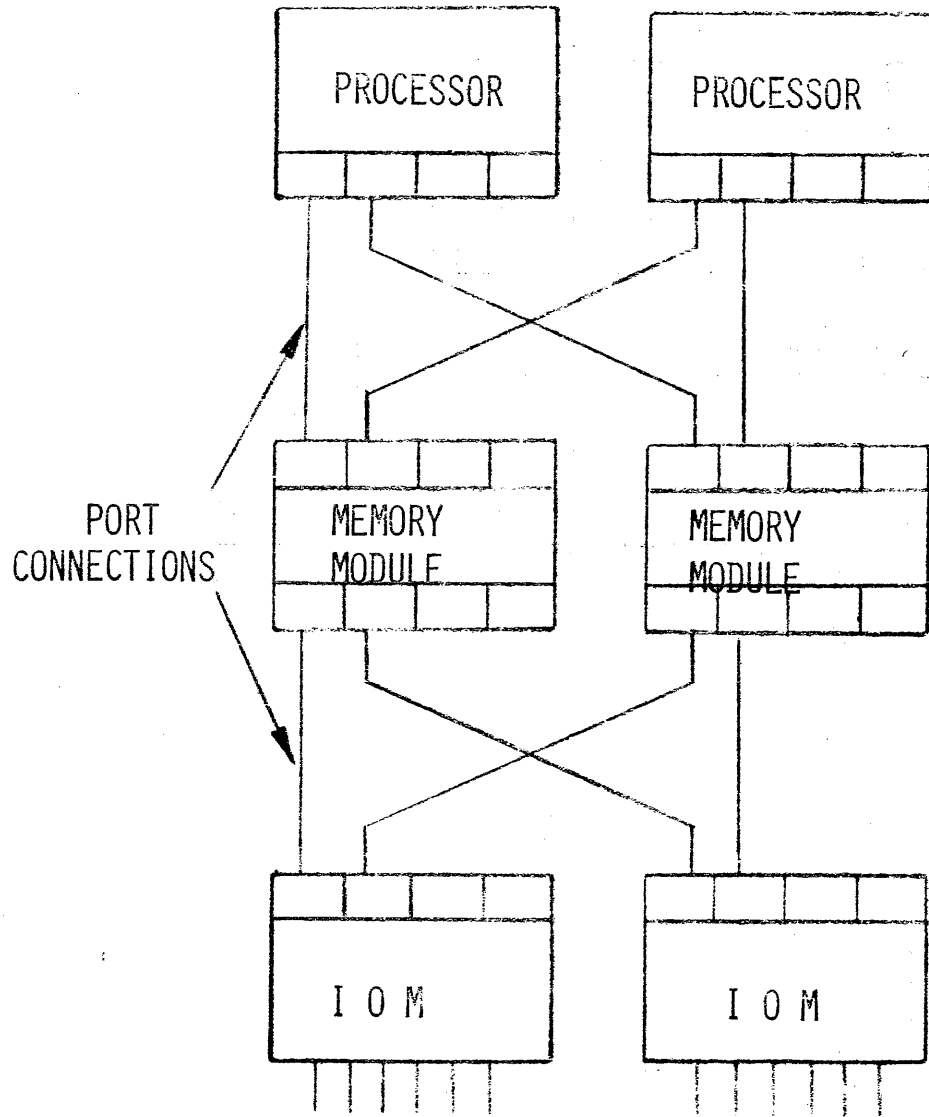 PROCESSOR
PROCESSOR
PORT
CONNECTIONS
MEMORY
MODULE
MEMORY
MODULE
I O M
I O M